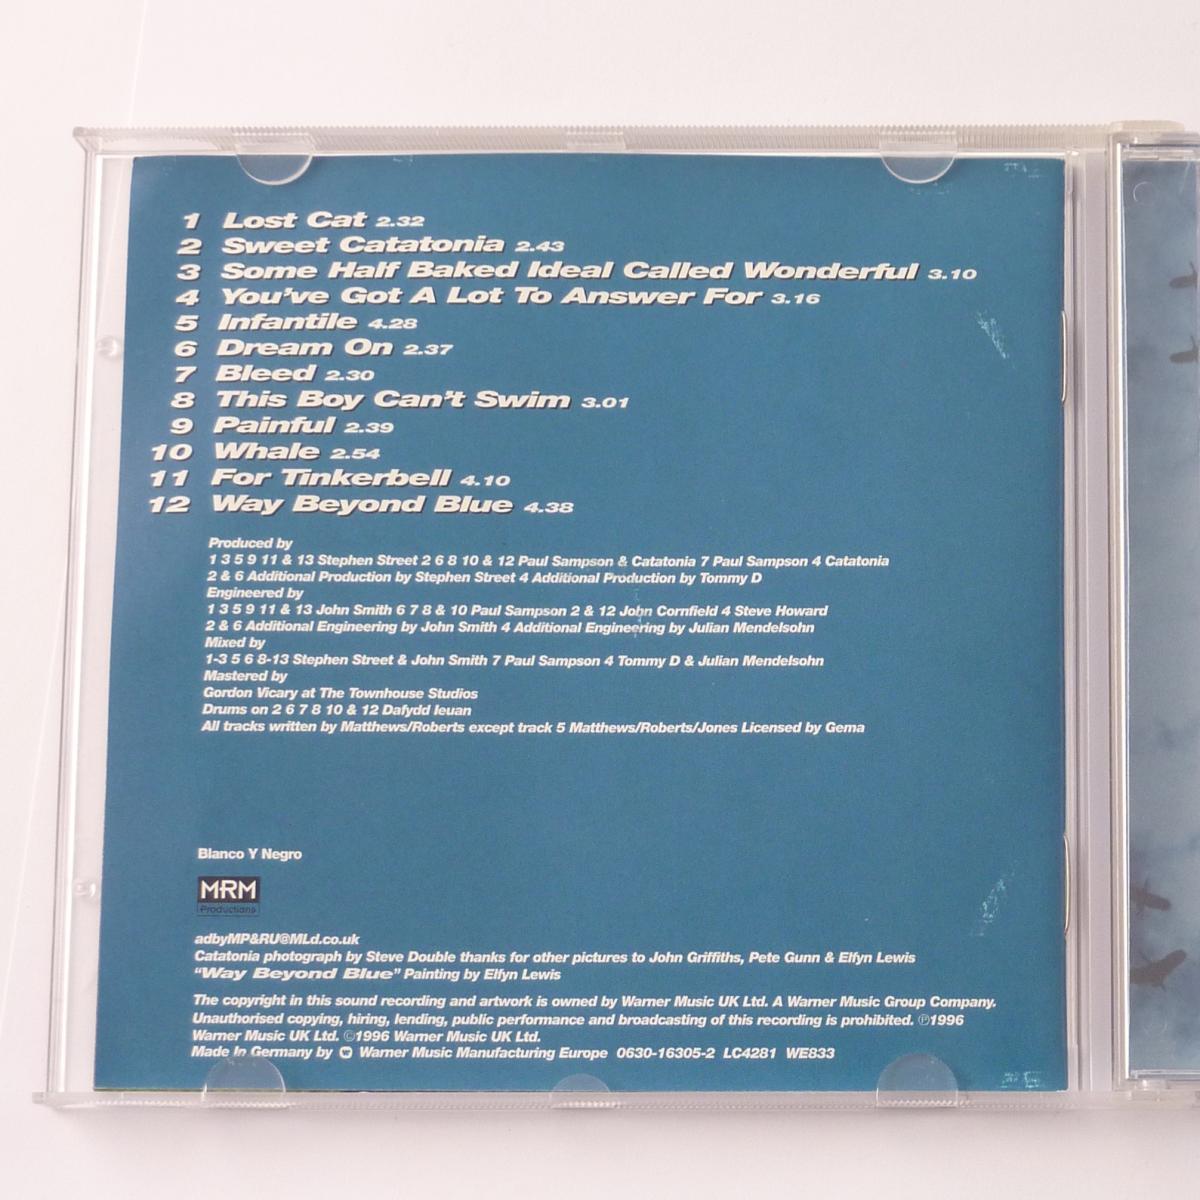 1 Lost Cat 2.32
2 Sweet Catatonia 2.43
3 Some Half Baked Ideal Called Wonderful 3.10
4 You've Got A Lot To Answer For 3.16
5 Infantile 4.28
6 Dream On 2.37
7 Bleed 2.30
8 This Boy Can't Swim 3.01
9 Painful 2.39
10 Whale 2.54
11 For Tinkerbell 4.10
12 Way Beyond Blue 4.38
Produced by
1 3 5 9 11 & 13 Stephen Street 2 6 8 10 & 12 Paul Sampson & Catatonia 7 Paul Sampson 4 Catatonia
2 & 6 Additional Production by Stephen Street 4 Additional Production by Tommy D
Engineered by
1 3 5 9 11 & 13 John Smith 6 7 8 & 10 Paul Sampson 2 & 12 John Cornfield 4 Steve Howard
2 & 6 Additional Engineering by John Smith 4 Additional Engineering by Julian Mendelsohn
Mixed by
1-3 5 6 8-13 Stephen Street & John Smith 7 Paul Sampson 4 Tommy D & Julian Mendelsohn
Mastered by
Gordon Vicary at The Townhouse Studios
Drums on 2 6 7 8 10 & 12 Dafydd Ieuan
All tracks written by Matthews/Roberts except track 5 Matthews/Roberts/Jones Licensed by Gema
Blanco Y Negro
MRM
Productions
adbyMP&RU@MLd.co.uk
Catatonia photograph by Steve Double thanks for other pictures to John Griffiths, Pete Gunn & Elfyn Lewis
"Way Beyond Blue" Painting by Elfyn Lewis
The copyright in this sound recording and artwork is owned by Warner Music UK Ltd. A Warner Music Group Company.
Unauthorised copying, hiring, lending, public performance and broadcasting of this recording is prohibited. ℗1996
Warner Music UK Ltd. ©1996 Warner Music UK Ltd.
Made In Germany by Warner Music Manufacturing Europe 0630-16305-2 LC4281 WE833